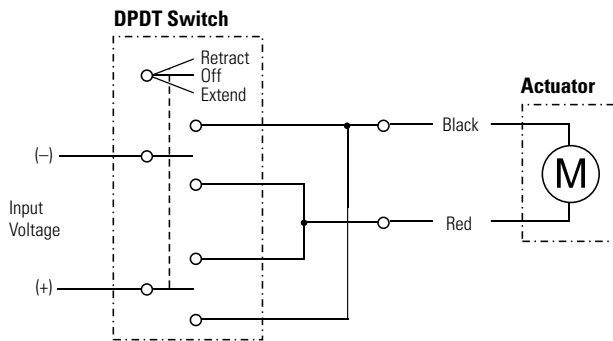 DPDT Switch
Retract
Off
Extend
Actuator
Black
(–)
M
Input
Voltage
Red
(+)